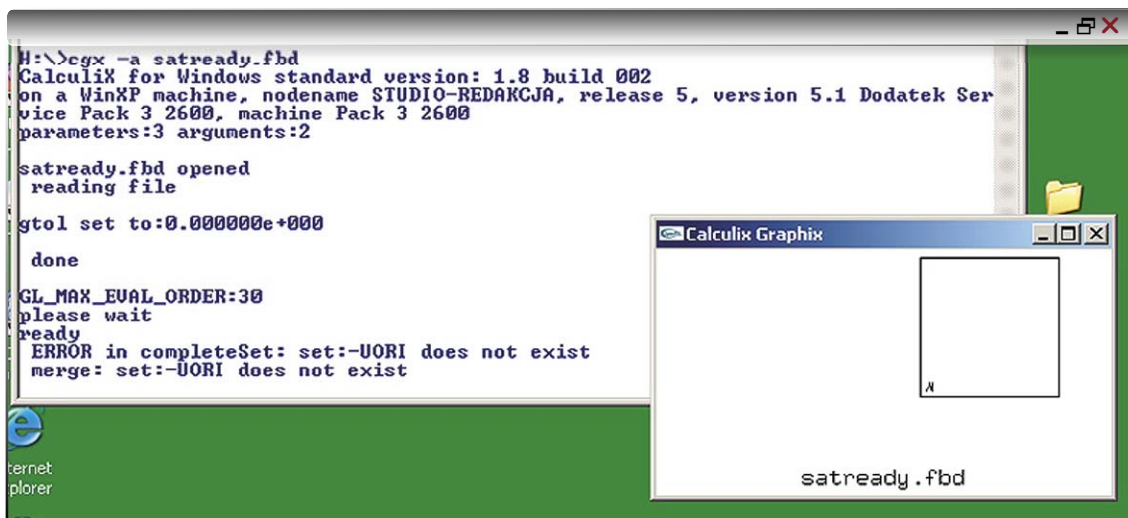 H:\>cgx -a satready.fbd
CalculiX for Windows standard version: 1.8 build 002
on a WinXP machine, nodename STUDIO-REDAKCJA, release 5, version 5.1 Dodatek Ser
vice Pack 3 2600, machine Pack 3 2600
parameters:3 arguments:2
satready.fbd opened
reading file
gtol set to:0.000000e+000
done
GL_MAX_EVAL_ORDER:30
please wait
ready
ERROR in completeSet: set:-UORI does not exist
merge: set:-UORI does not exist
Calculix Graphix
satready.fbd
ternet
plorer